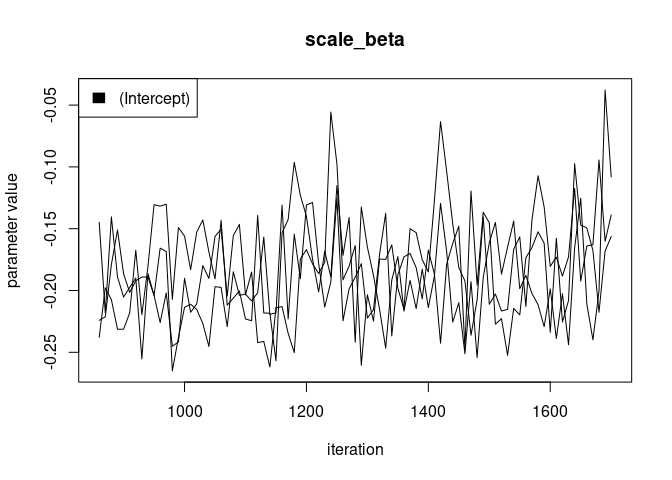 scale_beta
(Intercept)
parameter value
-0.05
-0.10
-0.15
-0.20
-0.25
1000 1200 1400 1600
iteration